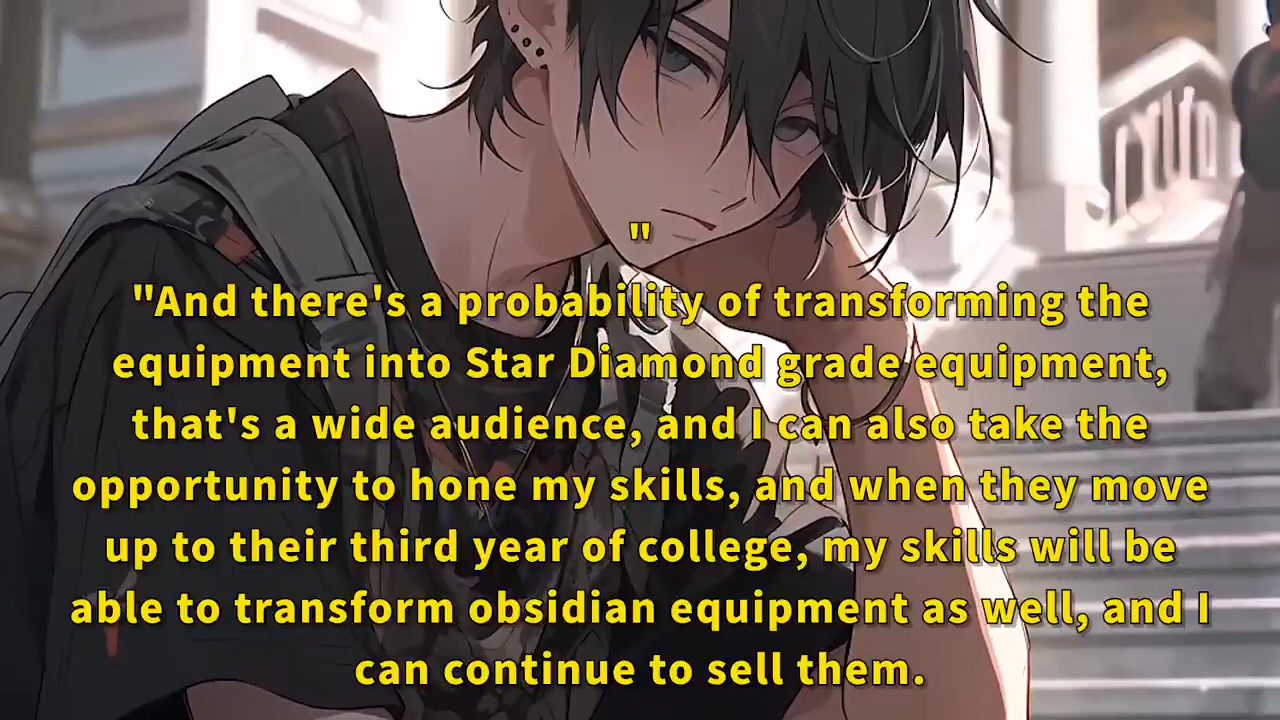 "
"And there's a probability of transforming the
equipment into Star Diamond grade equipment,
that's a wide audience, and I can also take the
opportunity to hone my skills, and when they move
up to their third year of college, my skills will be
able to transform obsidian equipment as well, and I
can continue to sell them.